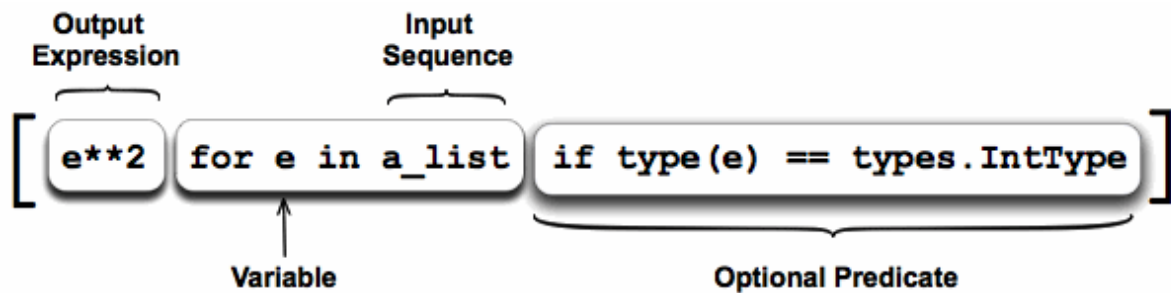 Output Input
Expression Sequence
[ e**2 for e in a_list if type(e) == types.IntType ]
Variable Optional Predicate